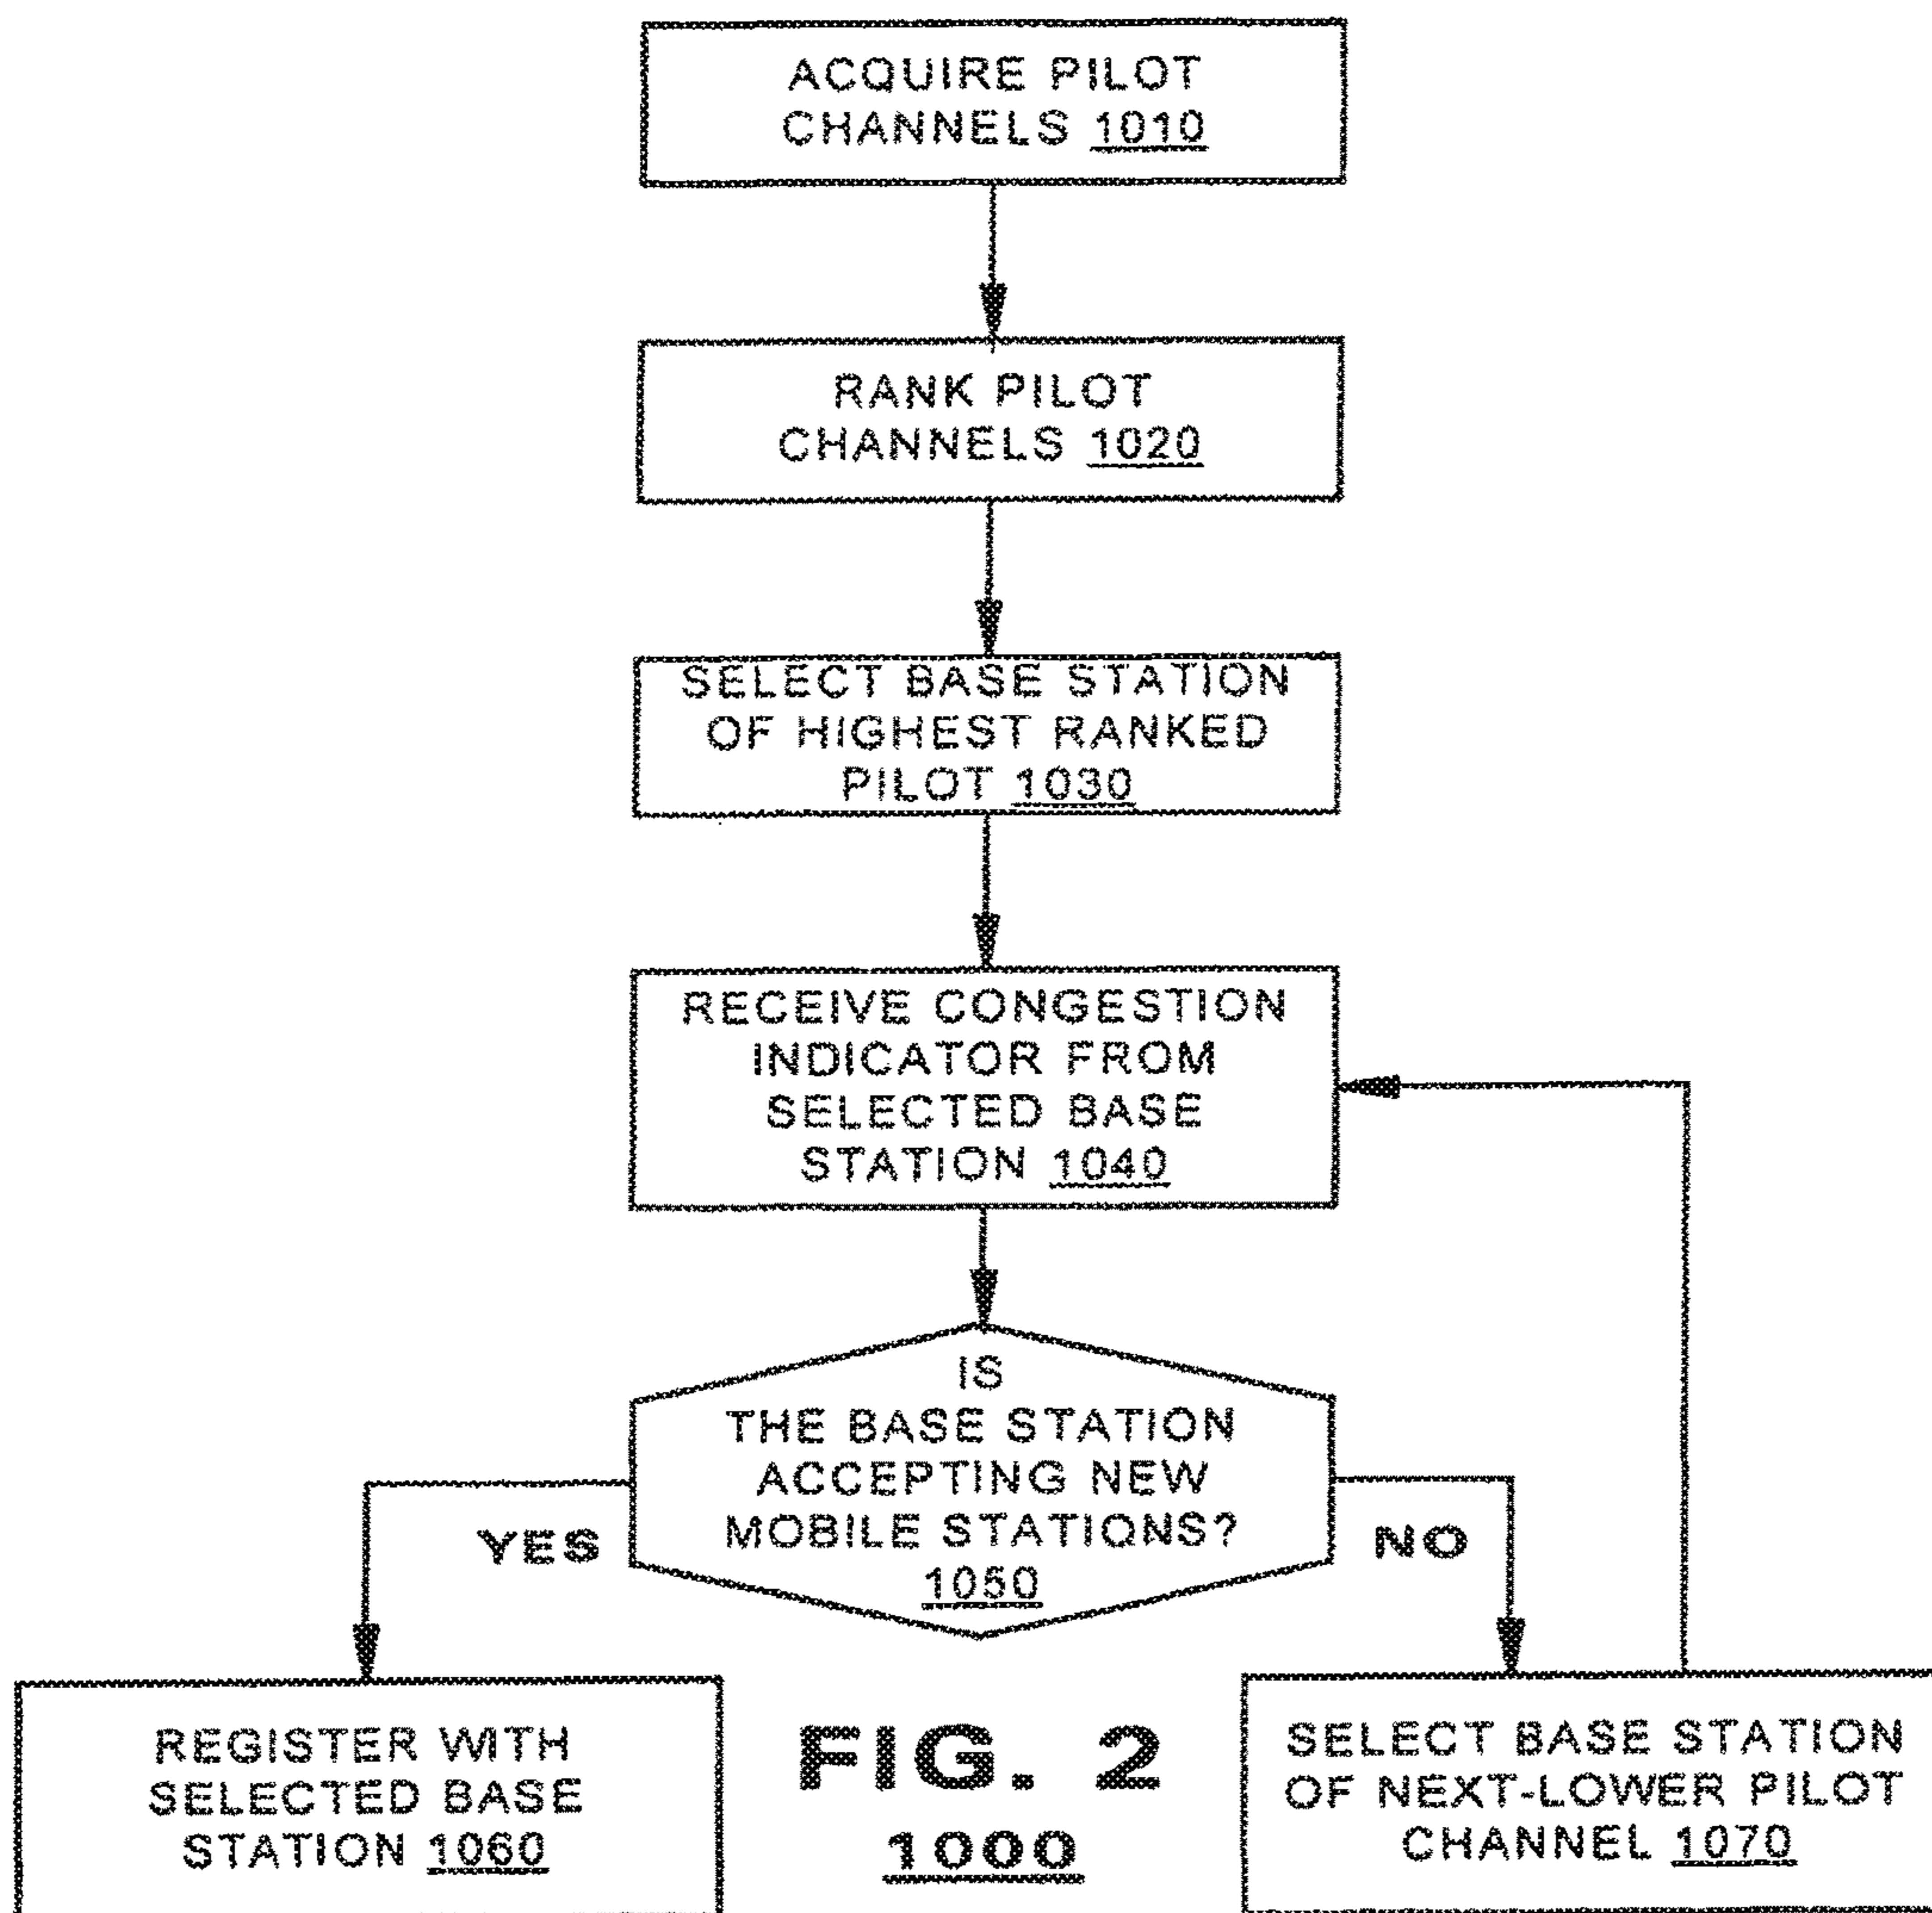 ACQUIRE PILOT
CHANNELS 1010
RANK PILOT
CHANNELS 1020
SELECT BASE STATION
OF HIGHEST RANKED
PILOT 1030
RECEIVE CONGESTION
INDICATOR FROM
SELECTED BASE
STATION 1040
IS
THE BASE STATION
ACCEPTING NEW
MOBILE STATIONS?
1050
YES
NO
REGISTER WITH
SELECTED BASE
STATION 1060
FIG. 2
1000
SELECT BASE STATION
OF NEXT-LOWER PILOT
CHANNEL 1070